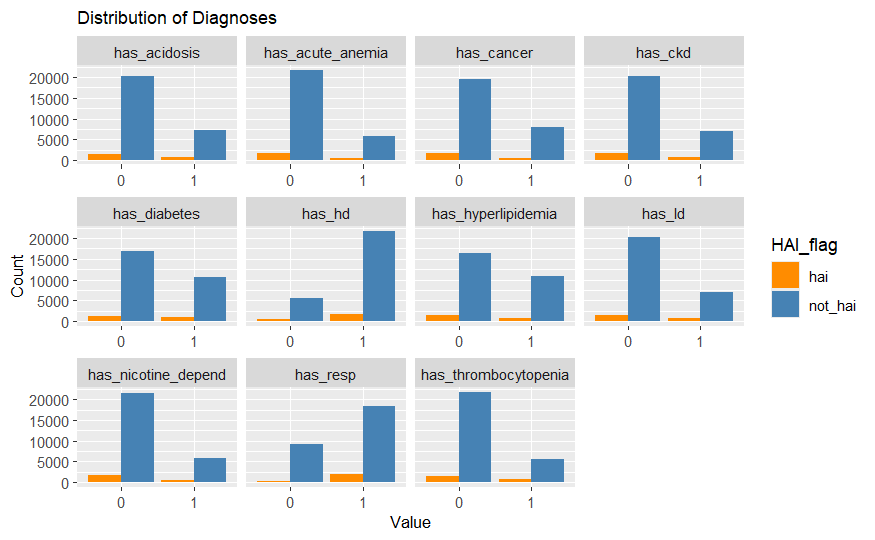 Distribution of Diagnoses
has_acidosis has_acute_anemia has_cancer has_ckd
20000
15000
10000
5000
0
0 1 0 1 0 1 0 1
has_diabetes has_hd has_hyperlipidemia has_ld
20000
15000
10000
5000
0
0 1 0 1 0 1 0 1
has_nicotine_depend has_resp has_thrombocytopenia
20000
15000
10000
5000
0
0 1 0 1 0 1
Value
Count
HAI_flag
hai
not_hai